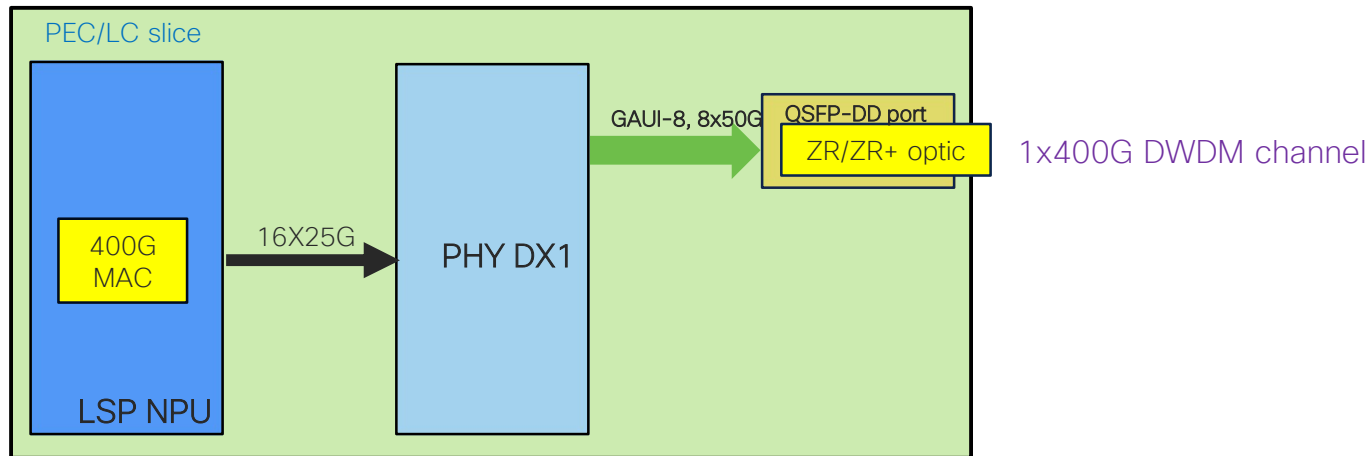 PEC/LC slice
400G
MAC
LSP NPU
16X25G
PHY DX1
GAUI-8, 8x50G
QSFP-DD port
ZR/ZR+ optic
1x400G DWDM channel